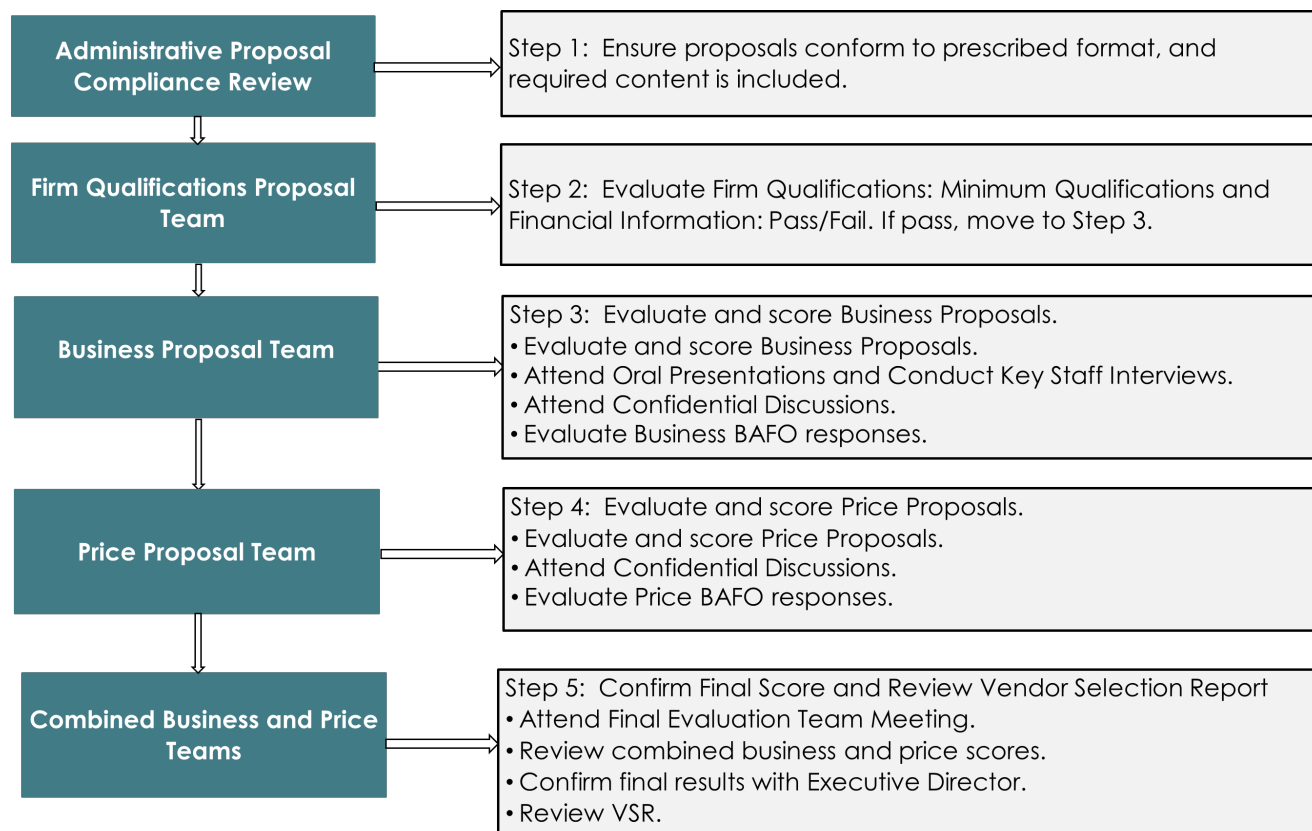 Administrative Proposal
Compliance Review
Step 1:  Ensure proposals conform to prescribed format, and
required content is included.
Firm Qualifications Proposal
Team
Step 2:  Evaluate Firm Qualifications: Minimum Qualifications and
Financial Information: Pass/Fail. If pass, move to Step 3.
Business Proposal Team
Step 3:  Evaluate and score Business Proposals.
• Evaluate and score Business Proposals.
• Attend Oral Presentations and Conduct Key Staff Interviews.
• Attend Confidential Discussions.
• Evaluate Business BAFO responses.
Price Proposal Team
Step 4:  Evaluate and score Price Proposals.
• Evaluate and score Price Proposals.
• Attend Confidential Discussions.
• Evaluate Price BAFO responses.
Combined Business and Price
Teams
Step 5:  Confirm Final Score and Review Vendor Selection Report
• Attend Final Evaluation Team Meeting.
• Review combined business and price scores.
• Confirm final results with Executive Director.
• Review VSR.